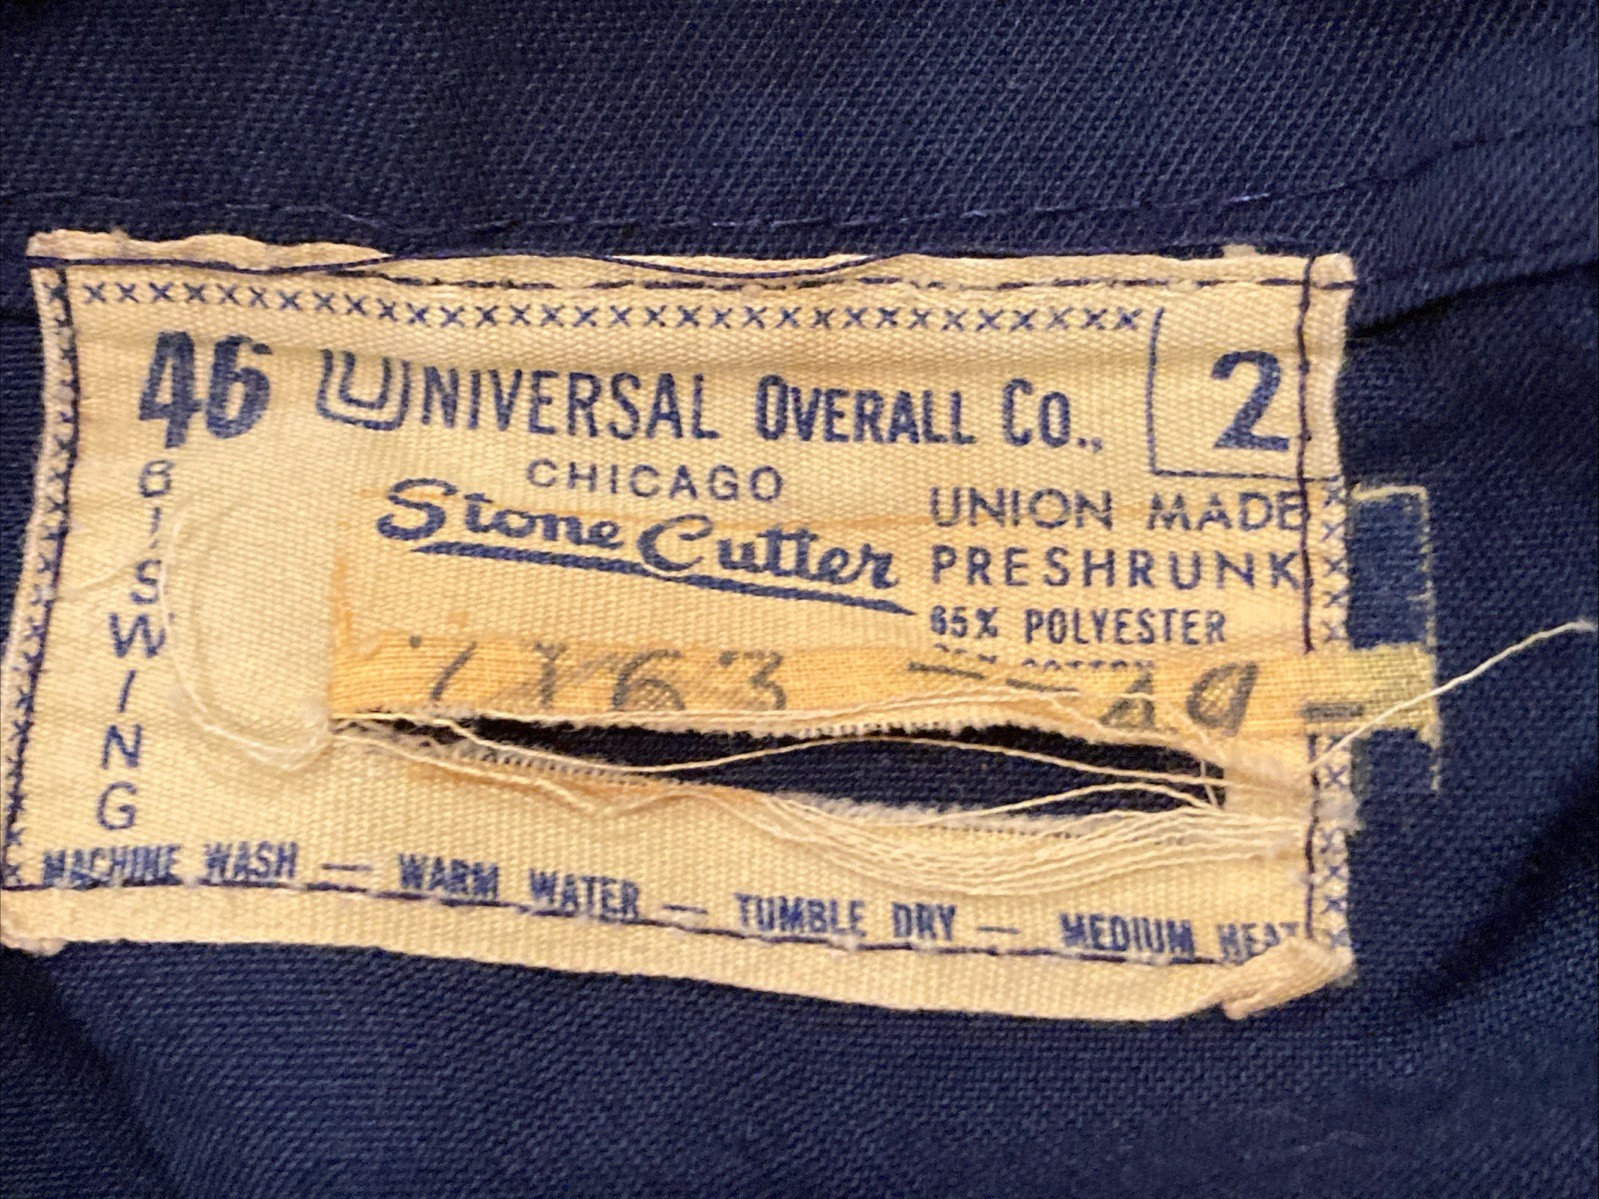 46 UNIVERSAL OVERALL CO., 2
CHICAGO
Stone Cutter
UNION MADE
PRESHRUNK
65% POLYESTER
BI-SWING
MACHINE WASH — WARM WATER — TUMBLE DRY — MEDIUM HEAT